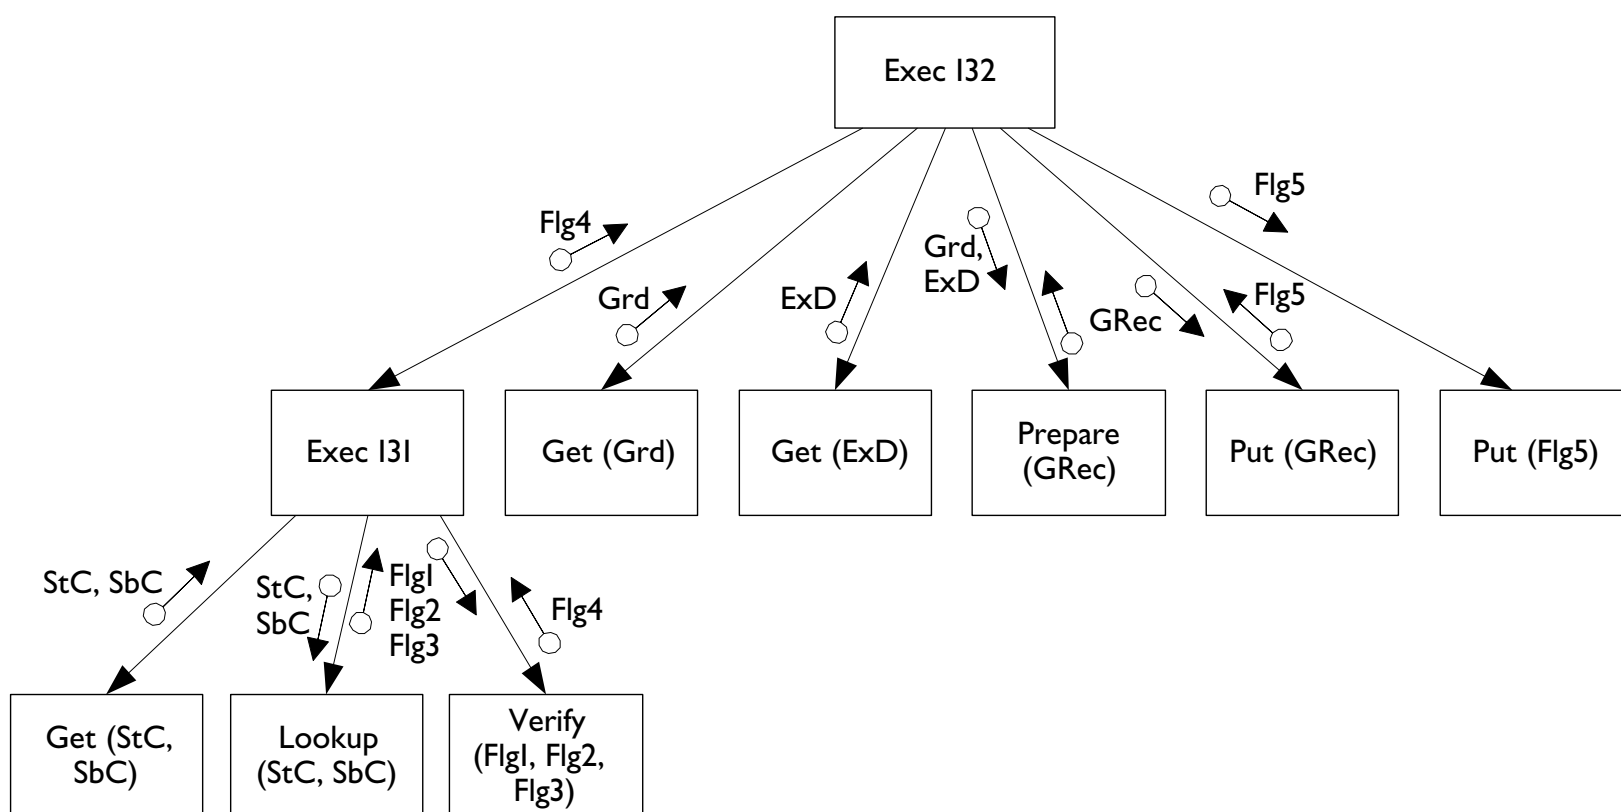 Exec 132
Flg5
Flg4
Grd,
ExD
Grd
ExD
GRec
Flg5
Exec 131
Get (Grd)
Get (ExD)
Prepare
(GRec)
Put (GRec)
Put (Flg5)
StC, SbC
StC,
SbC
Flg1
Flg2
Flg3
Flg4
Get (StC,
SbC)
Lookup
(StC, SbC)
Verify
(Flg1, Flg2,
Flg3)